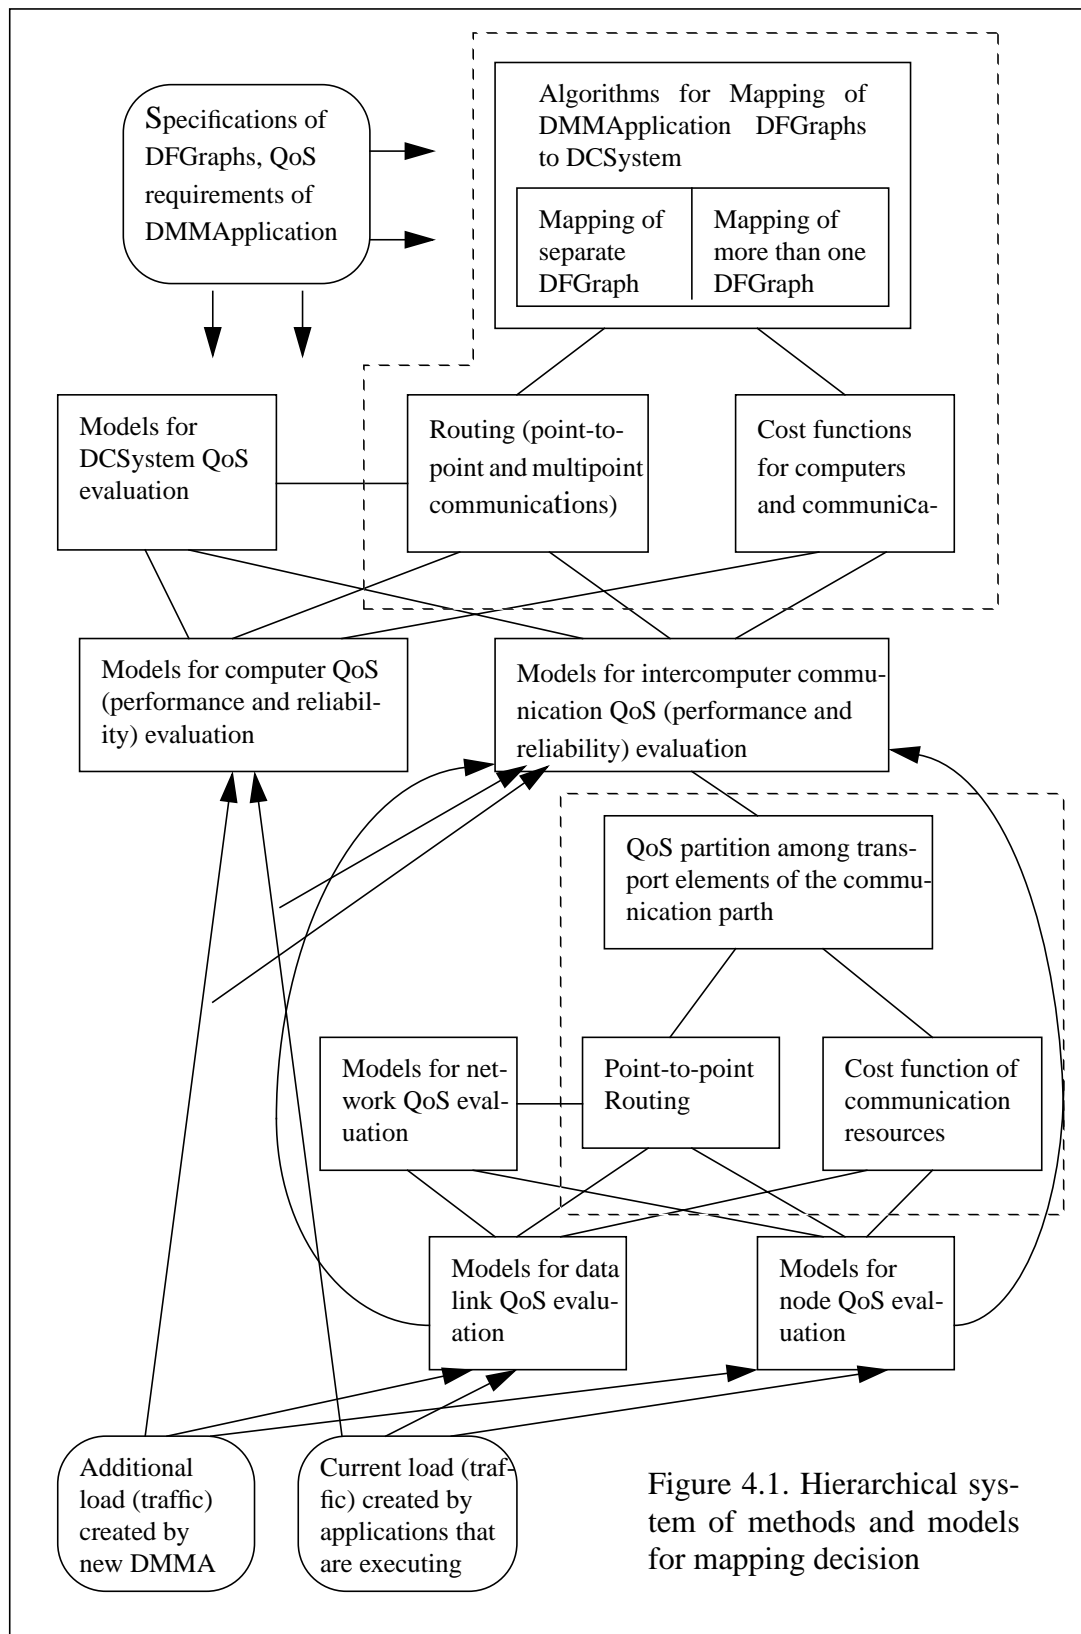 Specifications of
DFGraphs, QoS
requirements of
DMMApplication
Algorithms for Mapping of
DMMApplication DFGraphs
to DCSystem
Mapping of
separate
DFGraph
Mapping of
more than one
DFGraph
Models for
DCSystem QoS
evaluation
Routing (point-to-
point and multipoint
communications)
Cost functions
for computers
and communica-
Models for computer QoS
(performance and reliabil-
ity) evaluation
Models for intercomputer commu-
nication QoS (performance and
reliability) evaluation
QoS partition among trans-
port elements of the commu-
nication parth
Models for net-
work QoS eval-
uation
Point-to-point
Routing
Cost function of
communication
resources
Models for data
link QoS evalu-
ation
Models for
node QoS eval-
uation
Additional
load (traffic)
created by
new DMMA
Current load (traf-
fic) created by
applications that
are executing
Figure 4.1. Hierarchical sys-
tem of methods and models
for mapping decision